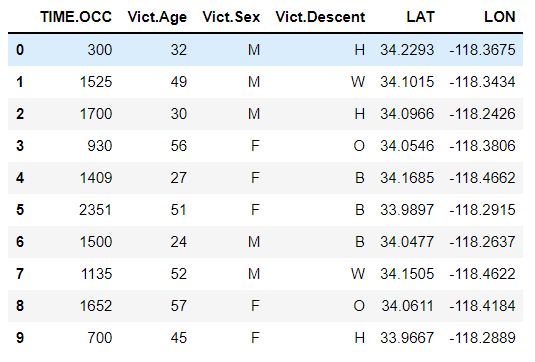 TIME.OCC Vict.Age Vict.Sex Vict.Descent LAT LON
0 300 32 M H 34.2293 -118.3675
1 1525 49 M W 34.1015 -118.3434
2 1700 30 M H 34.0966 -118.2426
3 930 56 F O 34.0546 -118.3806
4 1409 27 F B 34.1685 -118.4662
5 2351 51 F B 33.9897 -118.2915
6 1500 24 M B 34.0477 -118.2637
7 1135 52 M W 34.1505 -118.4622
8 1652 57 F O 34.0611 -118.4184
9 700 45 F H 33.9667 -118.2889